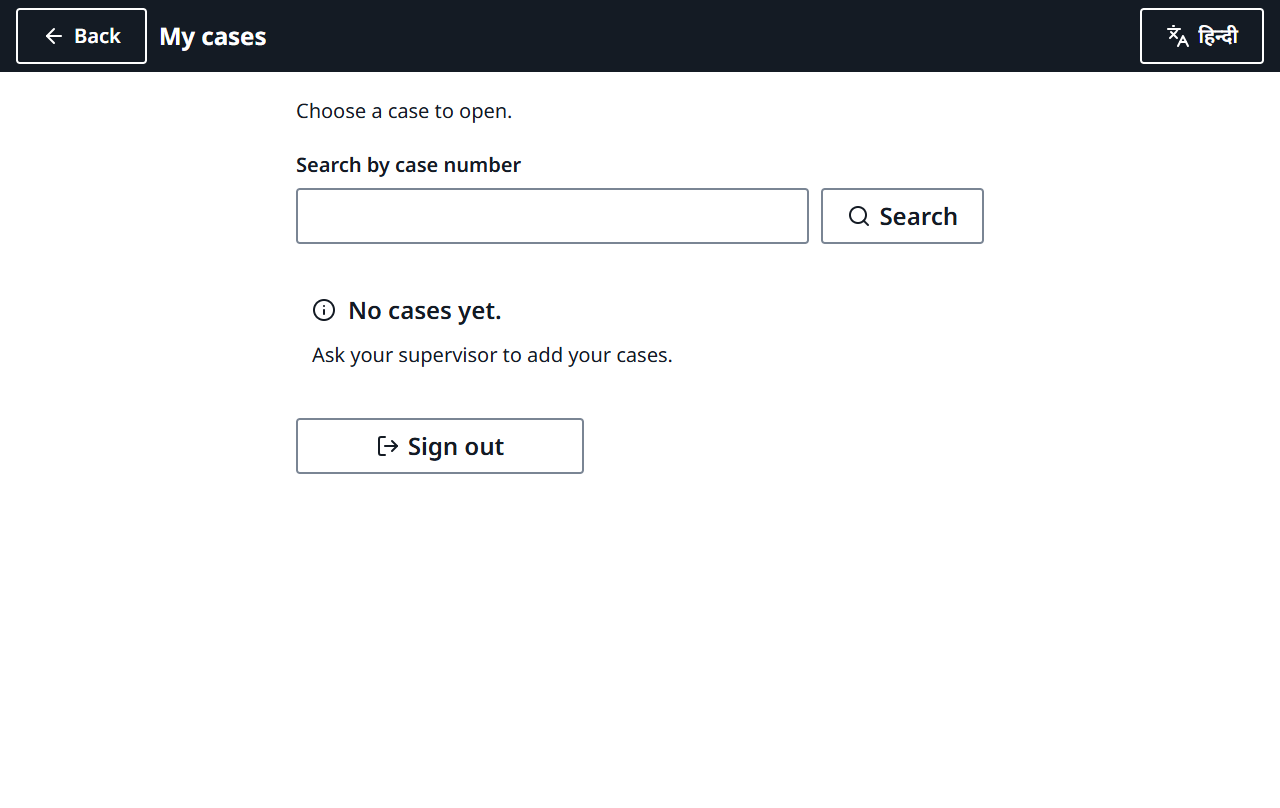 Back
My cases
हिन्दी
Choose a case to open.
Search by case number
Search
No cases yet.
Ask your supervisor to add your cases.
Sign out